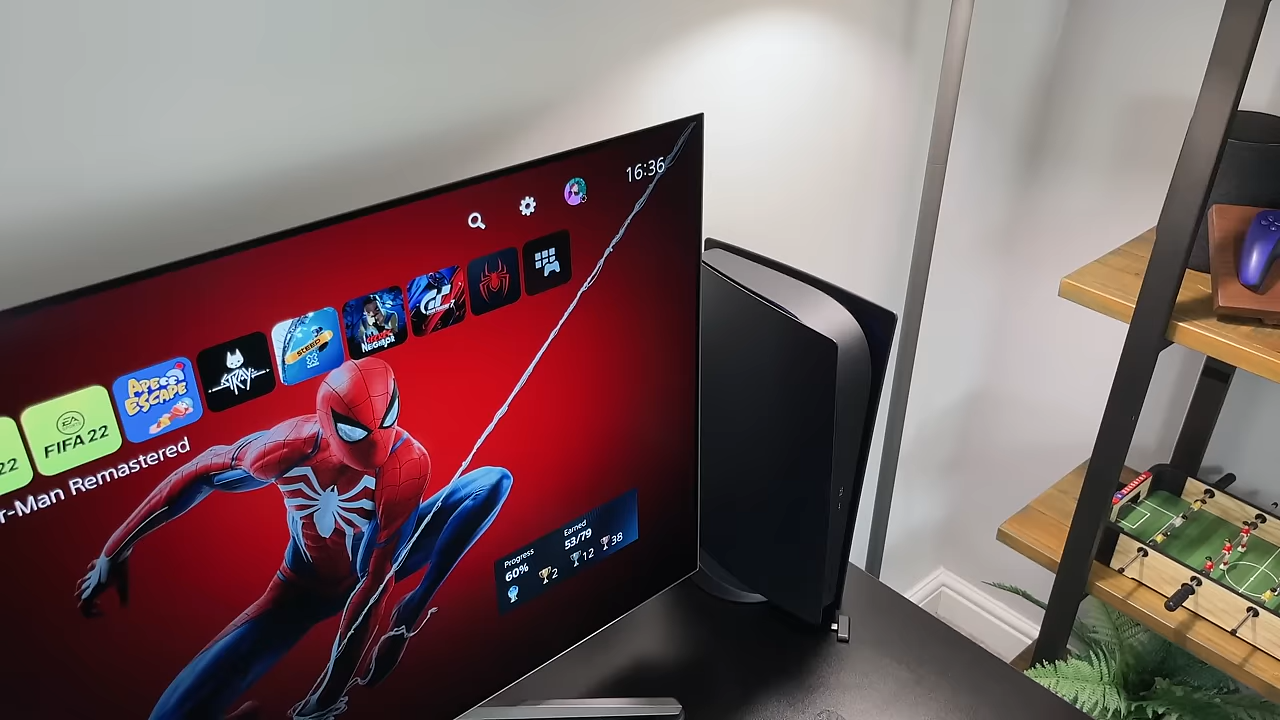 16:36
STEEP
GT
STRAY
APE
ESCAPE
EA
FIFA 22
22
r-Man Remastered
Progress
60%
Earned
53/79
2
12
38